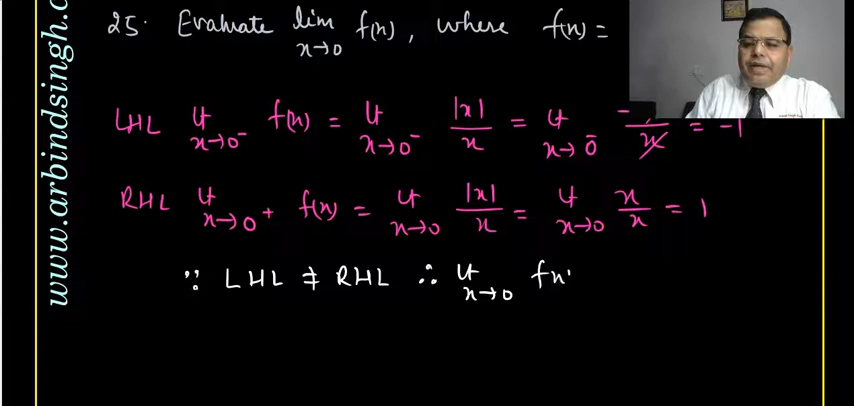 www.arbindsingh.c
25. Evaluate lim x→0 f(x), where f(x) =
LHL Lt x→0⁻ f(x) = Lt x→0⁻ |x|/x = Lt x→0⁻ -x/x = -1
RHL Lt x→0+ f(x) = Lt x→0 |x|/x = Lt x→0 x/x = 1
∵ LHL ≠ RHL ∴ Lt x→0 f(x)